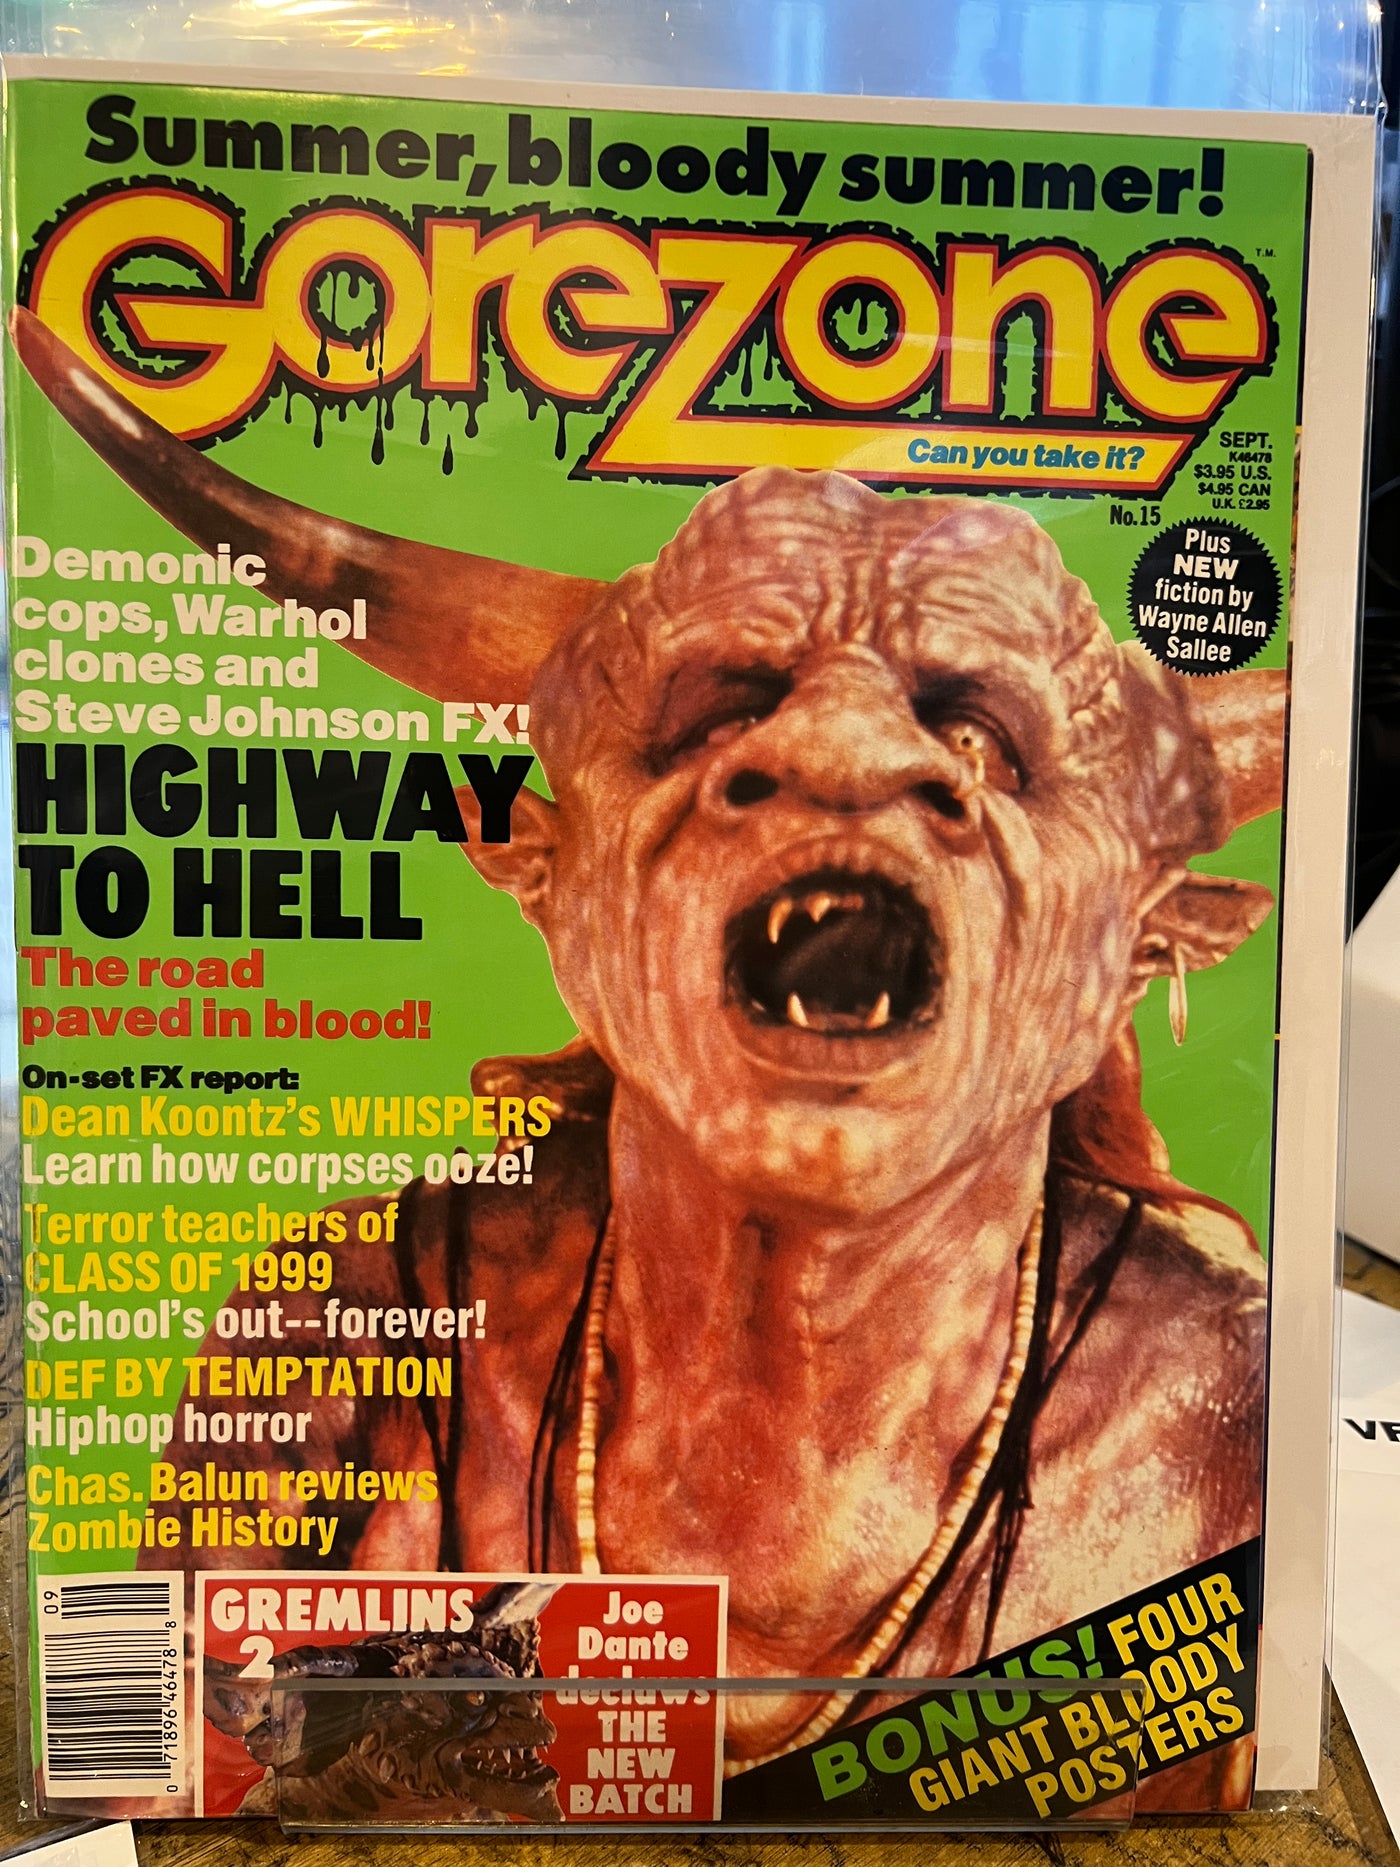 Summer, bloody summer!
Gorezone
T.M.
Can you take it?
SEPT.
K46478
$3.95 U.S.
$4.95 CAN
U.K. £2.95
No.15
Plus
NEW
fiction by
Wayne Allen
Sallee
Demonic
cops, Warhol
clones and
Steve Johnson FX!
HIGHWAY
TO HELL
The road
paved in blood!
On-set FX report:
Dean Koontz's WHISPERS
Learn how corpses ooze!
Terror teachers of
CLASS OF 1999
School's out--forever!
DEF BY TEMPTATION
Hiphop horror
Chas. Balun reviews
Zombie History
09
0 71896 46478 8
GREMLINS
2
Joe
Dante
declaws
THE
NEW
BATCH
BONUS! FOUR
GIANT BLOODY
POSTERS